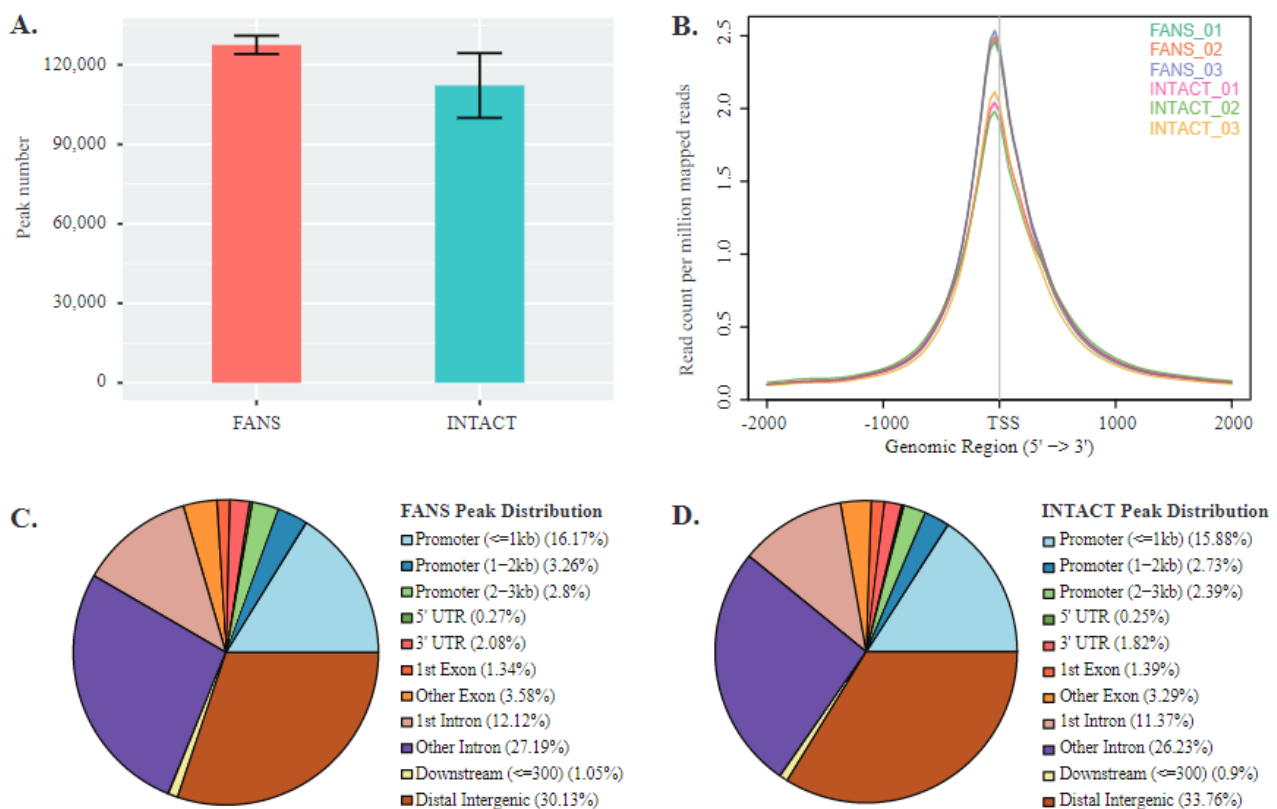 A.
Peak number
120,000
90,000
60,000
30,000
0
FANS
INTACT
B.
Read count per million mapped reads
2.5
2.0
1.5
1.0
0.5
0.0
FANS_01
FANS_02
FANS_03
INTACT_01
INTACT_02
INTACT_03
-2000
-1000
TSS
1000
2000
Genomic Region (5' −> 3')
C.
FANS Peak Distribution
Promoter (<=1kb) (16.17%)
Promoter (1−2kb) (3.26%)
Promoter (2−3kb) (2.8%)
5' UTR (0.27%)
3' UTR (2.08%)
1st Exon (1.34%)
Other Exon (3.58%)
1st Intron (12.12%)
Other Intron (27.19%)
Downstream (<=300) (1.05%)
Distal Intergenic (30.13%)
D.
INTACT Peak Distribution
Promoter (<=1kb) (15.88%)
Promoter (1−2kb) (2.73%)
Promoter (2−3kb) (2.39%)
5' UTR (0.25%)
3' UTR (1.82%)
1st Exon (1.39%)
Other Exon (3.29%)
1st Intron (11.37%)
Other Intron (26.23%)
Downstream (<=300) (0.9%)
Distal Intergenic (33.76%)